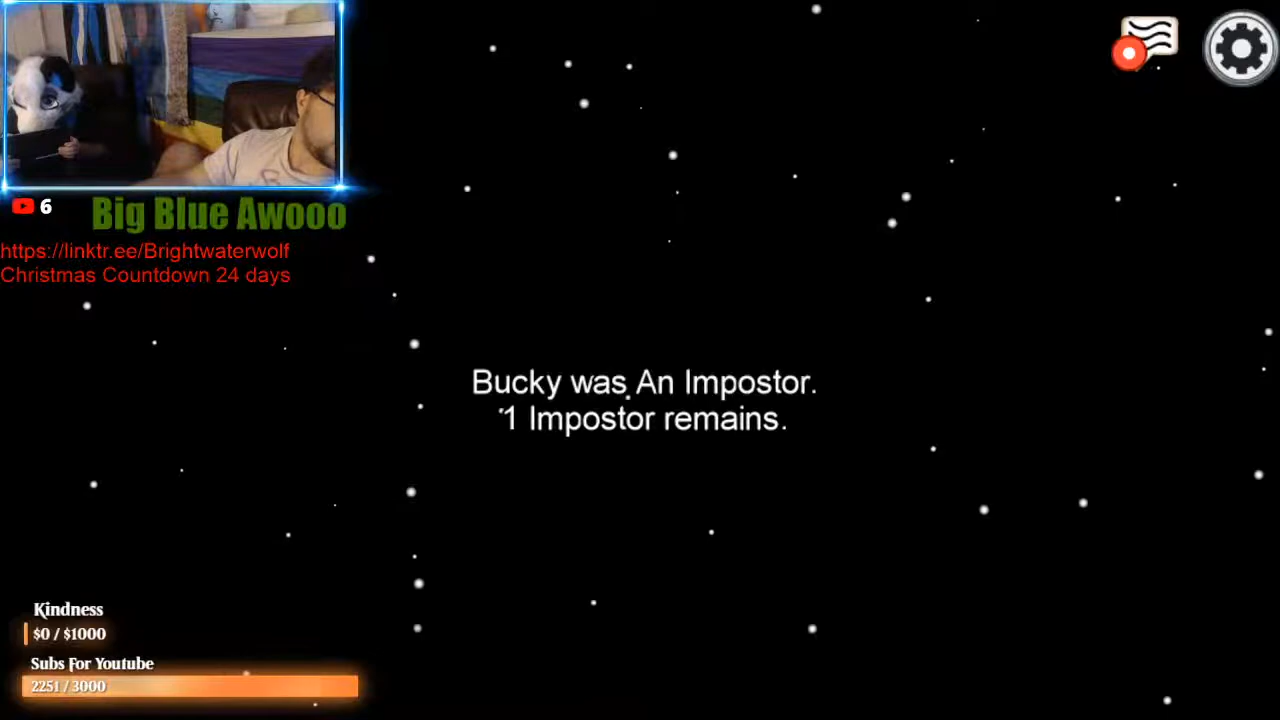 6
Big Blue Awooo
https://linktr.ee/Brightwaterwolf
Christmas Countdown 24 days
Bucky was An Impostor.
1 Impostor remains.
Kindness
$0 / $1000
Subs For Youtube
2251 / 3000